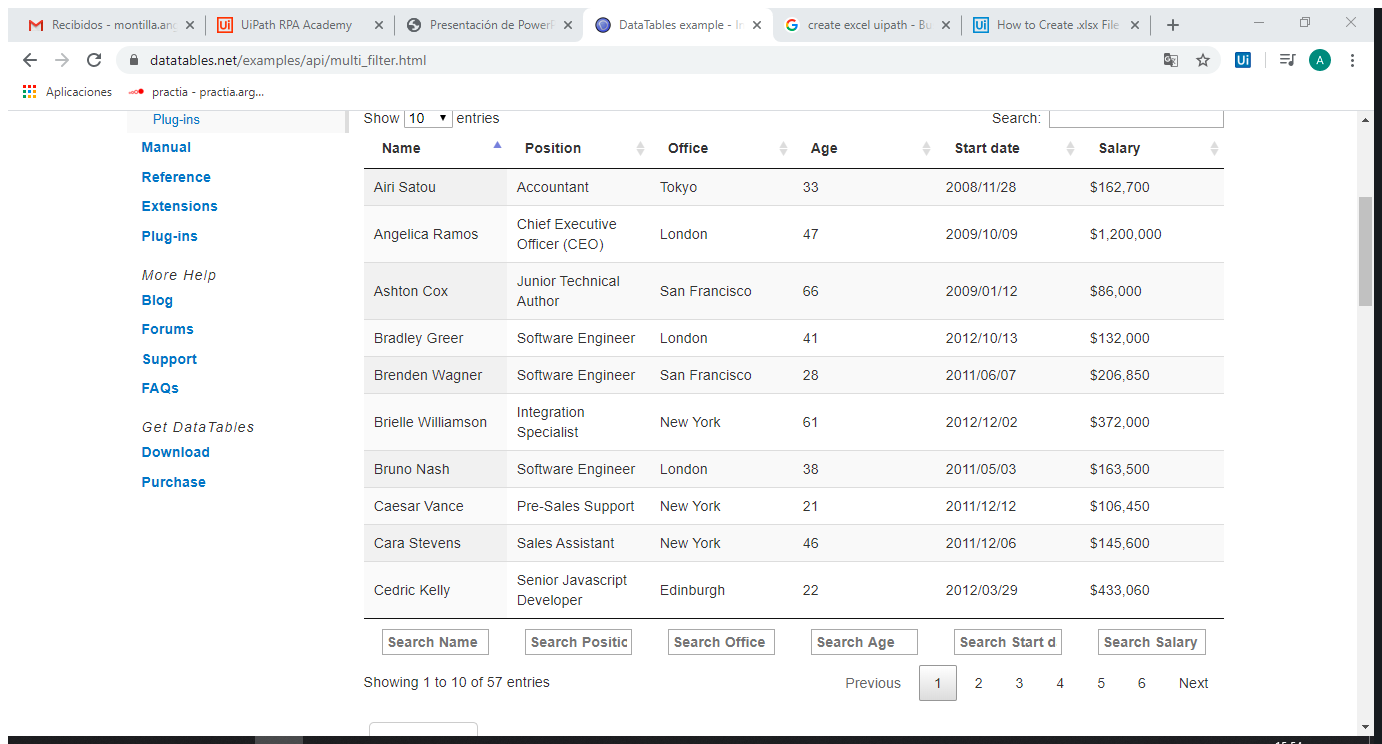 Recibidos - montilla.ang
UiPath RPA Academy
Presentación de PowerP
DataTables example - In
create excel uipath - Bu
How to Create .xlsx File
datatables.net/examples/api/multi_filter.html
Ui
A
Aplicaciones
practia - practia.arg...
Plug-ins
Manual
Reference
Extensions
Plug-ins
More Help
Blog
Forums
Support
FAQs
Get DataTables
Download
Purchase
Show 10 entries
Search:
Name Position Office Age Start date Salary
Airi Satou Accountant Tokyo 33 2008/11/28 $162,700
Angelica Ramos Chief Executive Officer (CEO) London 47 2009/10/09 $1,200,000
Ashton Cox Junior Technical Author San Francisco 66 2009/01/12 $86,000
Bradley Greer Software Engineer London 41 2012/10/13 $132,000
Brenden Wagner Software Engineer San Francisco 28 2011/06/07 $206,850
Brielle Williamson Integration Specialist New York 61 2012/12/02 $372,000
Bruno Nash Software Engineer London 38 2011/05/03 $163,500
Caesar Vance Pre-Sales Support New York 21 2011/12/12 $106,450
Cara Stevens Sales Assistant New York 46 2011/12/06 $145,600
Cedric Kelly Senior Javascript Developer Edinburgh 22 2012/03/29 $433,060
Search Name Search Positic Search Office Search Age Search Start d Search Salary
Showing 1 to 10 of 57 entries
Previous 1 2 3 4 5 6 Next